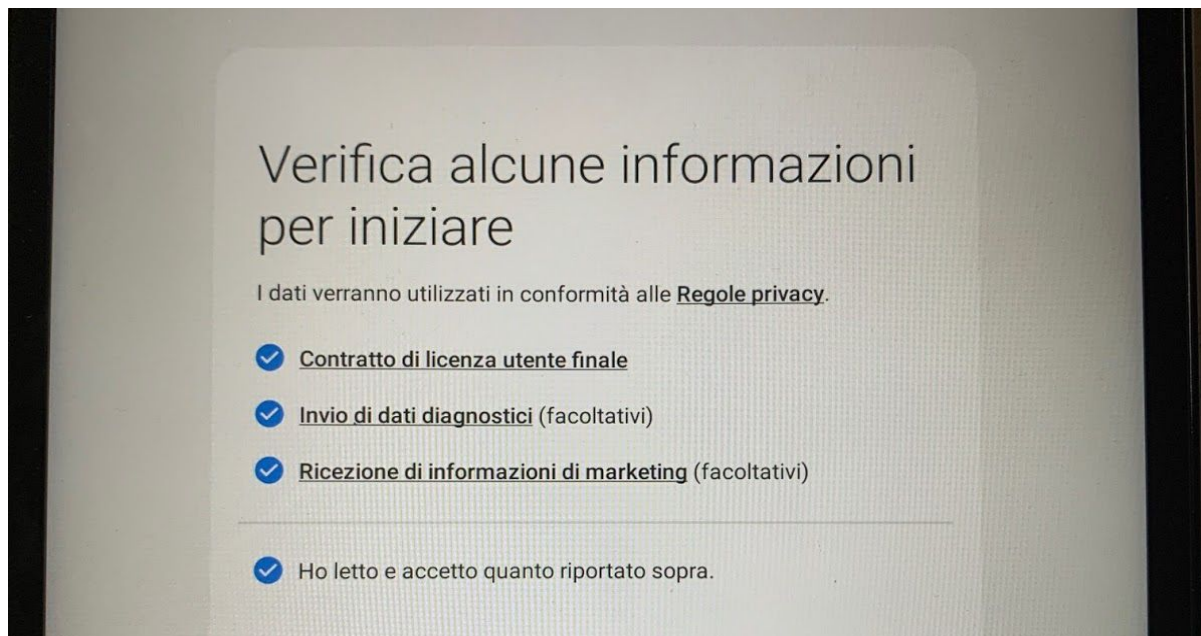 Verifica alcune informazioni
per iniziare
I dati verranno utilizzati in conformità alle Regole privacy.
Contratto di licenza utente finale
Invio di dati diagnostici (facoltativi)
Ricezione di informazioni di marketing (facoltativi)
Ho letto e accetto quanto riportato sopra.